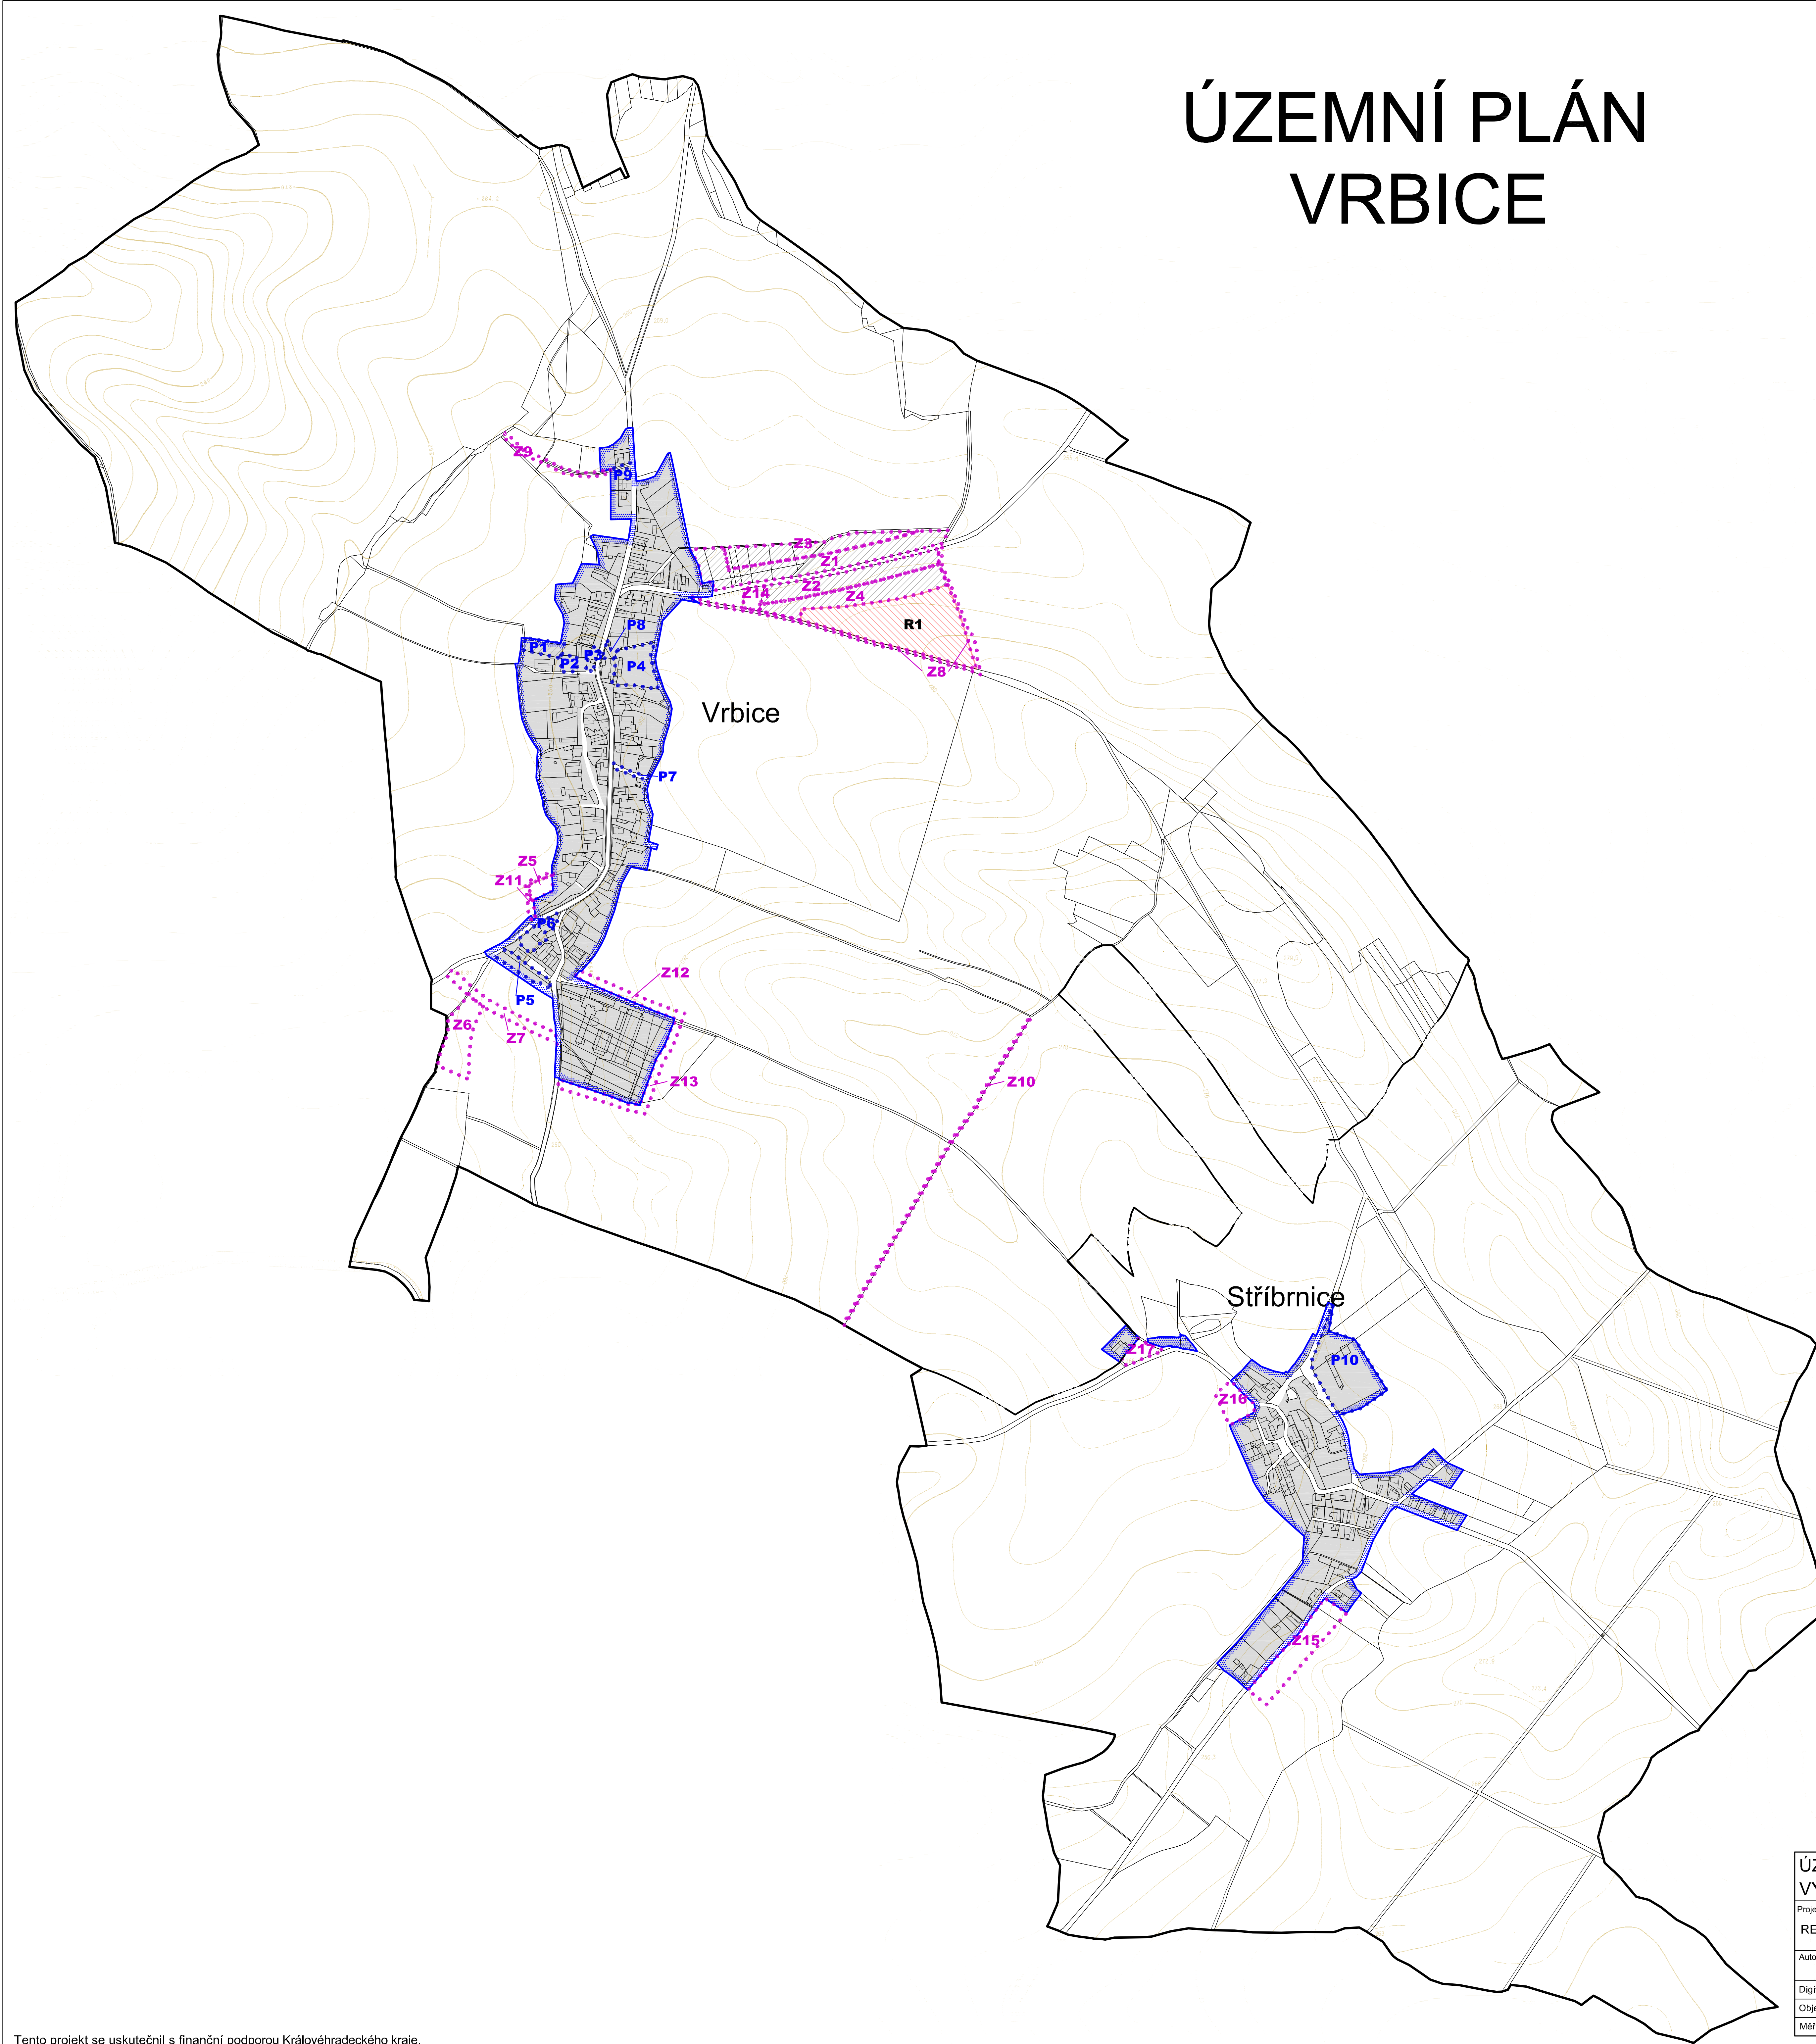 ÚZEMNÍ PLÁN
VRBICE
Z9
P9
Z3
Z1
Z2
Z14
Z4
R1
P8
P1
P3
P2
P4
Z8
Vrbice
P7
Z5
Z11
P6
Z12
P5
Z6
Z7
Z13
Z10
Stříbrnice
Z17
P10
Z16
Z15
Tento projekt se uskutečnil s finanční podporou Královéhradeckého kraje.